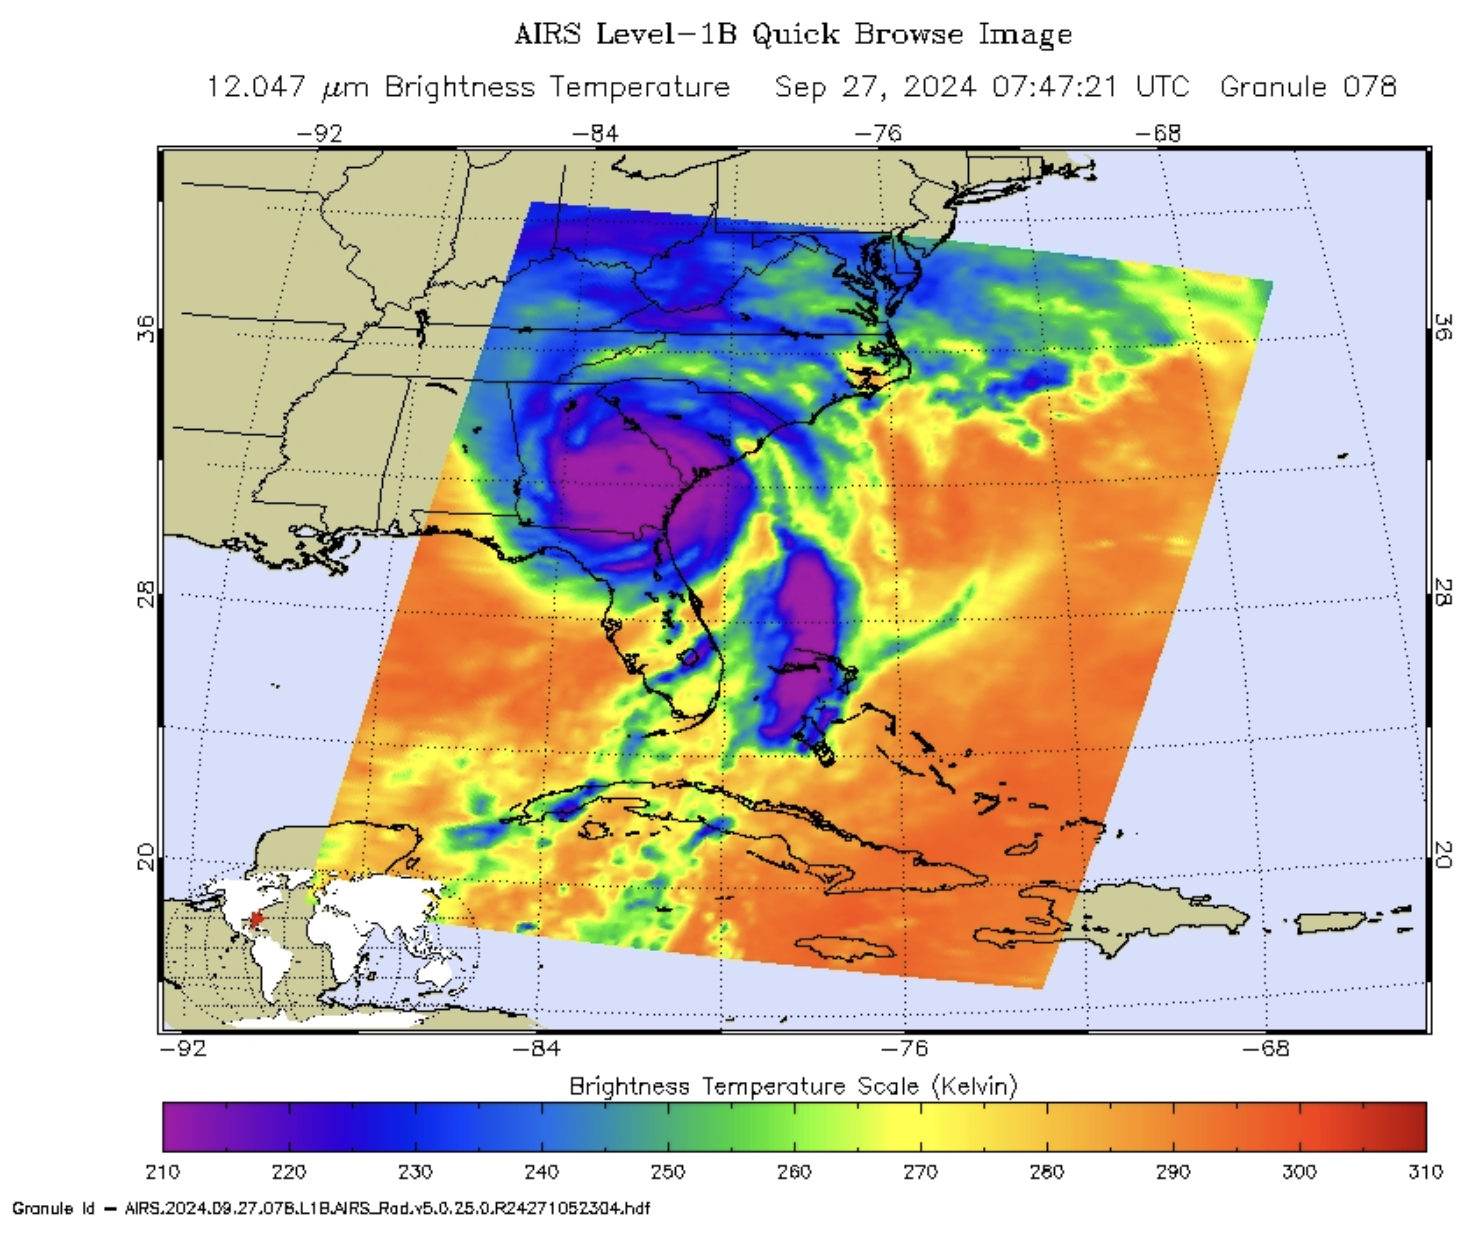 AIRS Level-1B Quick Browse Image
12.047 µm Brightness Temperature Sep 27, 2024 07:47:21 UTC Granule 078
-92 -84 -76 -68
36 36
28 28
20 20
-92 -84 -76 -68
Brightness Temperature Scale (Kelvin)
210 220 230 240 250 260 270 280 290 300 310
Granule Id - AIRS.2024.09.27.078.L1B.AIRS_Rad.v5.0.25.0.R24271052304.hdf